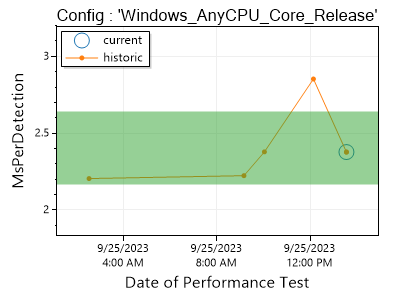 Config : 'Windows_AnyCPU_Core_Release'
current
historic
3
2.5
2
MsPerDetection
9/25/2023
4:00 AM
9/25/2023
8:00 AM
9/25/2023
12:00 PM
Date of Performance Test